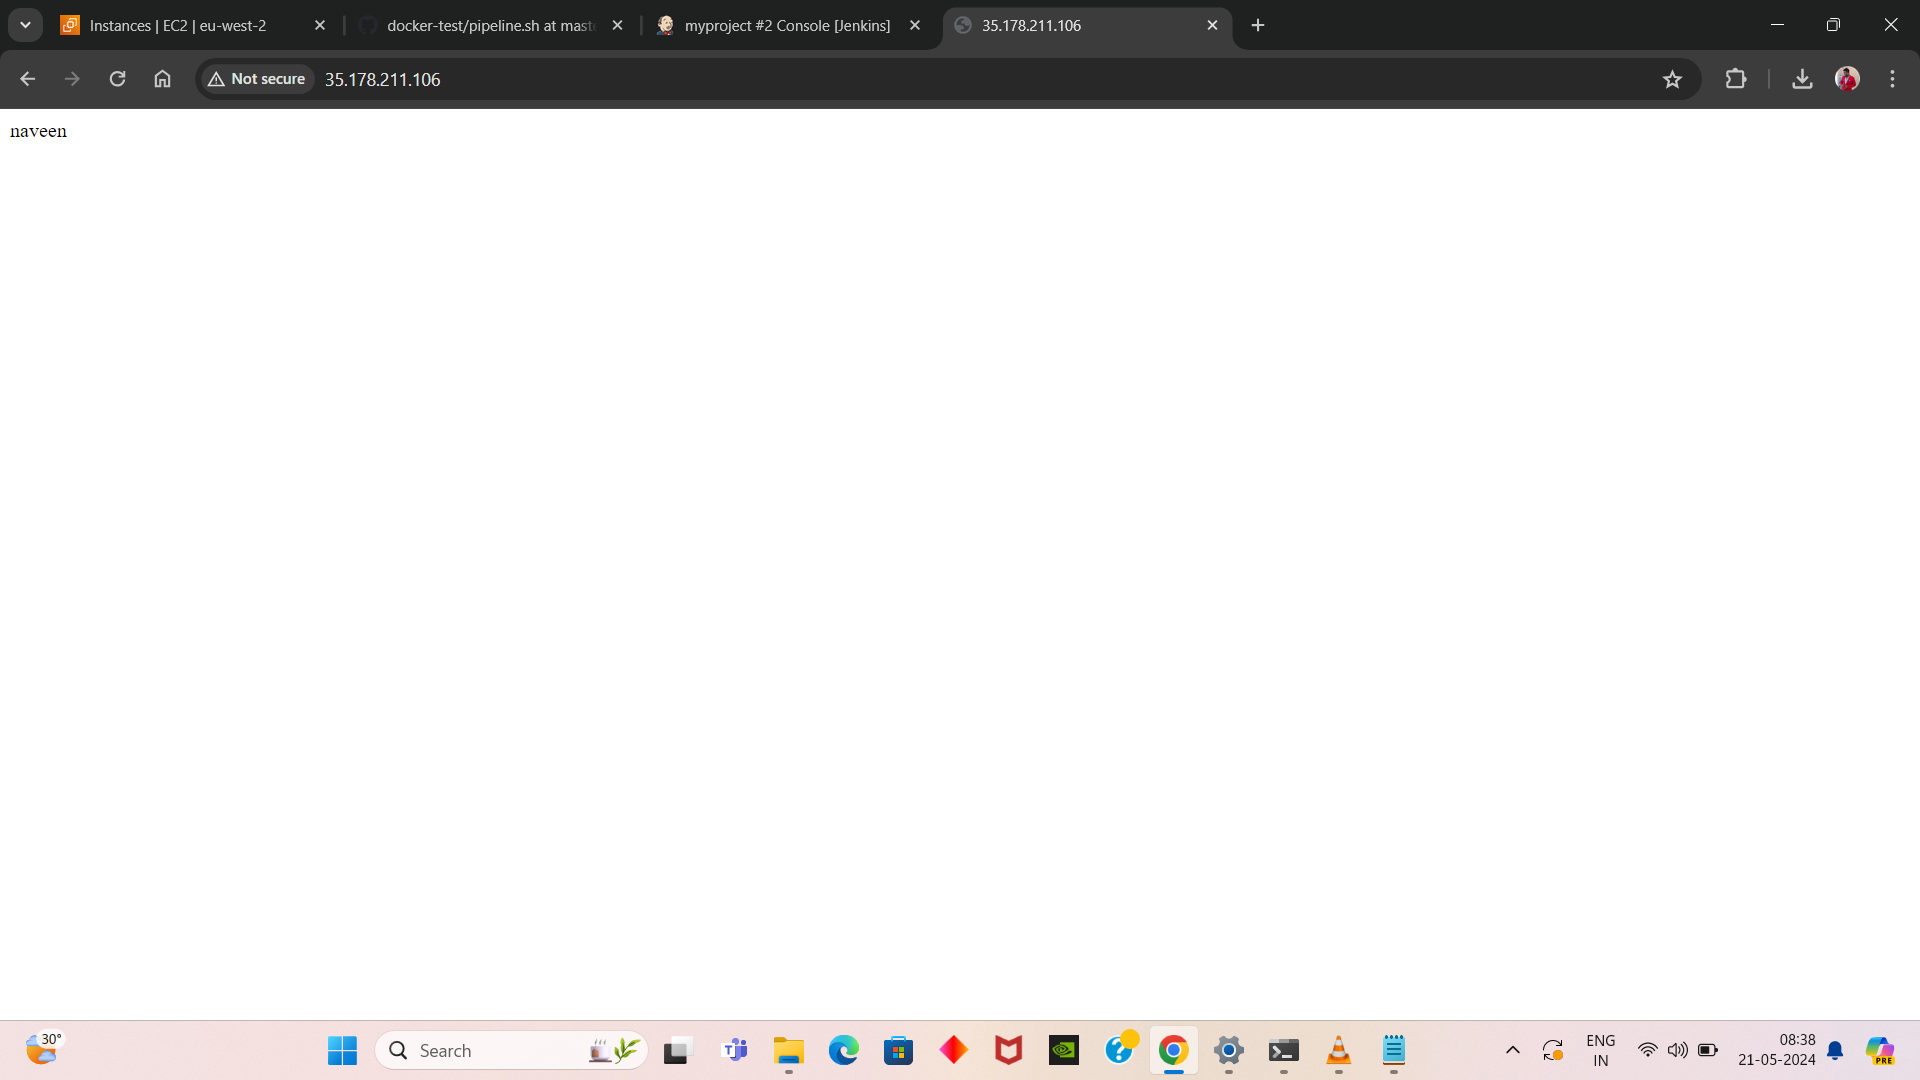 Instances | EC2 | eu-west-2
docker-test/pipeline.sh at mast
myproject #2 Console [Jenkins]
35.178.211.106
Not secure
35.178.211.106
naveen
30°
Search
ENG
IN
08:38
21-05-2024
PRE